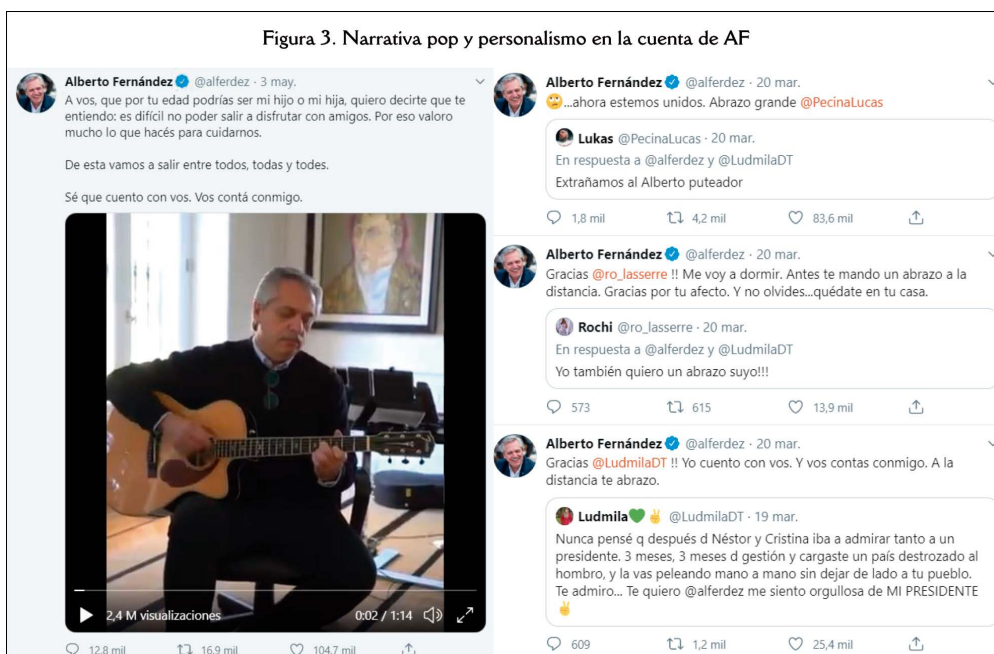 Figura 3. Narrativa pop y personalismo en la cuenta de AF
Alberto Fernández @alferdez · 3 may.
A vos, que por tu edad podrías ser mi hijo o mi hija, quiero decirte que te
entiendo: es difícil no poder salir a disfrutar con amigos. Por eso valoro
mucho lo que hacés para cuidarnos.
De esta vamos a salir entre todos, todas y todes.
Sé que cuento con vos. Vos contá conmigo.
2,4 M visualizaciones
0:02 / 1:14
12,8 mil 16,9 mil 104,7 mil
Alberto Fernández @alferdez · 20 mar.
🙄...ahora estemos unidos. Abrazo grande @PecinaLucas
Lukas @PecinaLucas · 20 mar.
En respuesta a @alferdez y @LudmilaDT
Extrañamos al Alberto puteador
1,8 mil 4,2 mil 83,6 mil
Alberto Fernández @alferdez · 20 mar.
Gracias @ro_lasserre !! Me voy a dormir. Antes te mando un abrazo a la
distancia. Gracias por tu afecto. Y no olvides...quédate en tu casa.
Rochi @ro_lasserre · 20 mar.
En respuesta a @alferdez y @LudmilaDT
Yo también quiero un abrazo suyo!!!
573 615 13,9 mil
Alberto Fernández @alferdez · 20 mar.
Gracias @LudmilaDT !! Yo cuento con vos. Y vos contas conmigo. A la
distancia te abrazo.
Ludmila💚✌ @LudmilaDT · 19 mar.
Nunca pensé q después d Néstor y Cristina iba a admirar tanto a un
presidente. 3 meses, 3 meses d gestión y cargaste un país destrozado al
hombro, y la vas peleando mano a mano sin dejar de lado a tu pueblo.
Te admiro... Te quiero @alferdez me siento orgullosa de MI PRESIDENTE
✌
609 1,2 mil 25,4 mil